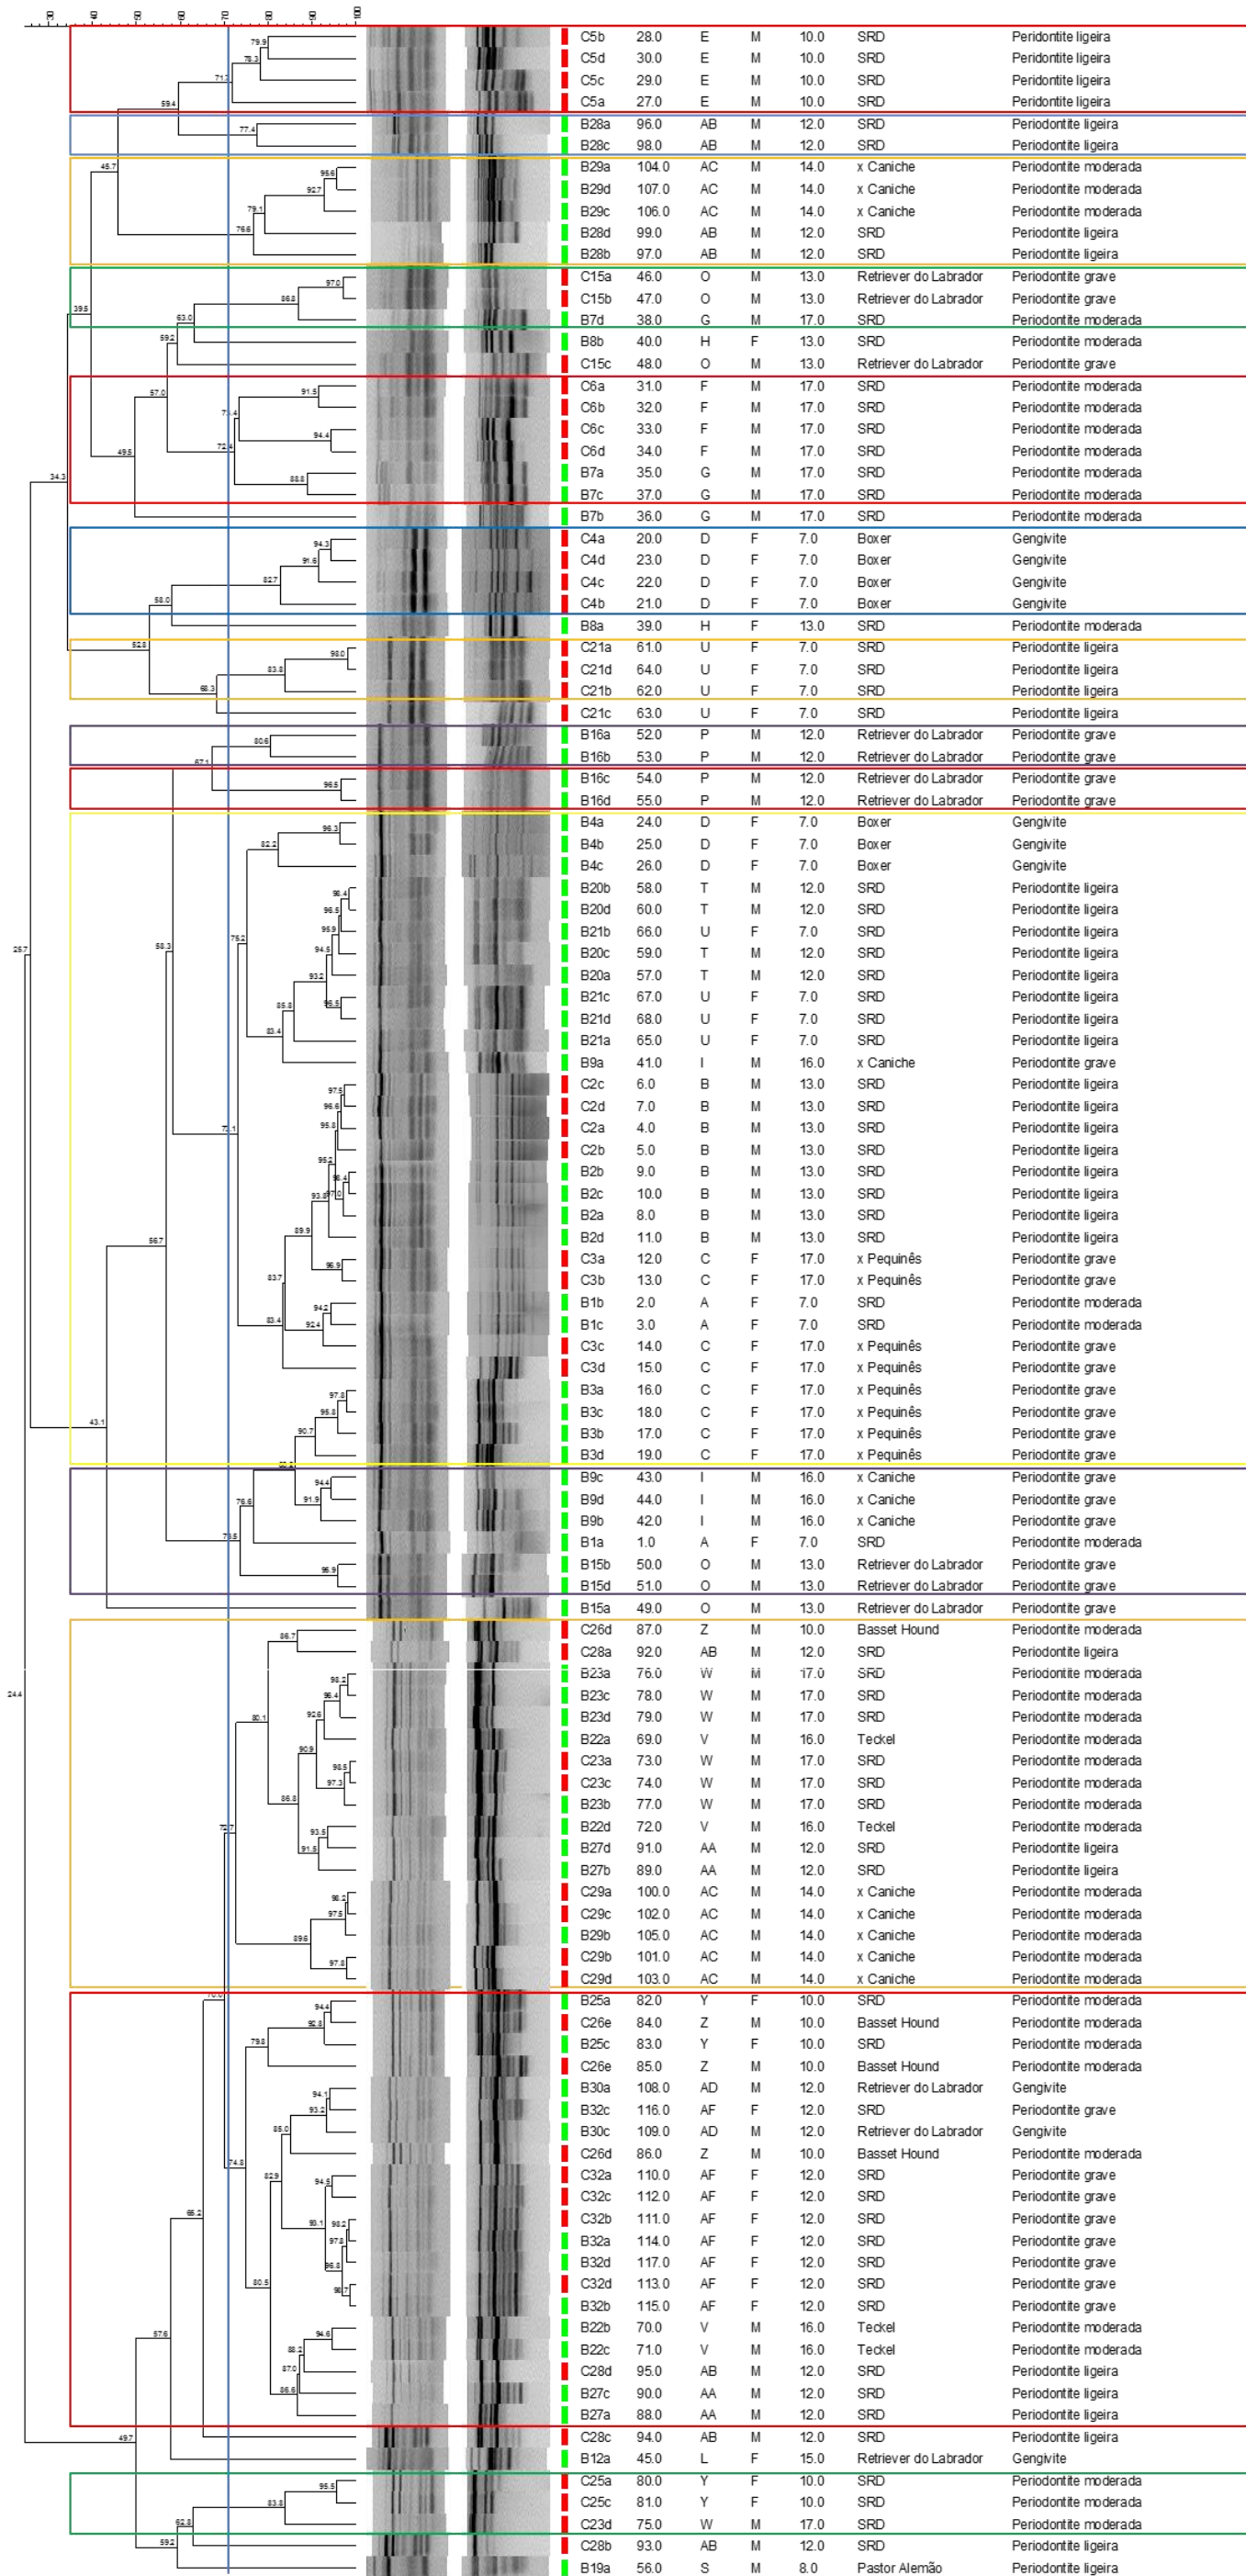 30 40 50 60 70 80 90 100
C5b 28.0 E M 10.0 SRD Peridontite ligeira
C5d 30.0 E M 10.0 SRD Peridontite ligeira
C5c 29.0 E M 10.0 SRD Peridontite ligeira
C5a 27.0 E M 10.0 SRD Peridontite ligeira
B28a 96.0 AB M 12.0 SRD Periodontite ligeira
B28c 98.0 AB M 12.0 SRD Periodontite ligeira
B29a 104.0 AC M 14.0 x Caniche Periodontite moderada
B29d 107.0 AC M 14.0 x Caniche Periodontite moderada
B29c 106.0 AC M 14.0 x Caniche Periodontite moderada
B28d 99.0 AB M 12.0 SRD Periodontite ligeira
B28b 97.0 AB M 12.0 SRD Periodontite ligeira
C15a 46.0 O M 13.0 Retriever do Labrador Periodontite grave
C15b 47.0 O M 13.0 Retriever do Labrador Periodontite grave
B7d 38.0 G M 17.0 SRD Periodontite moderada
B8b 40.0 H F 13.0 SRD Periodontite moderada
C15c 48.0 O M 13.0 Retriever do Labrador Periodontite grave
C6a 31.0 F M 17.0 SRD Periodontite moderada
C6b 32.0 F M 17.0 SRD Periodontite moderada
C6c 33.0 F M 17.0 SRD Periodontite moderada
C6d 34.0 F M 17.0 SRD Periodontite moderada
B7a 35.0 G M 17.0 SRD Periodontite moderada
B7c 37.0 G M 17.0 SRD Periodontite moderada
B7b 36.0 G M 17.0 SRD Periodontite moderada
C4a 20.0 D F 7.0 Boxer Gengivite
C4d 23.0 D F 7.0 Boxer Gengivite
C4c 22.0 D F 7.0 Boxer Gengivite
C4b 21.0 D F 7.0 Boxer Gengivite
B8a 39.0 H F 13.0 SRD Periodontite moderada
C21a 61.0 U F 7.0 SRD Periodontite ligeira
C21d 64.0 U F 7.0 SRD Periodontite ligeira
C21b 62.0 U F 7.0 SRD Periodontite ligeira
C21c 63.0 U F 7.0 SRD Periodontite ligeira
B16a 52.0 P M 12.0 Retriever do Labrador Periodontite grave
B16b 53.0 P M 12.0 Retriever do Labrador Periodontite grave
B16c 54.0 P M 12.0 Retriever do Labrador Periodontite grave
B16d 55.0 P M 12.0 Retriever do Labrador Periodontite grave
B4a 24.0 D F 7.0 Boxer Gengivite
B4b 25.0 D F 7.0 Boxer Gengivite
B4c 26.0 D F 7.0 Boxer Gengivite
B20b 58.0 T M 12.0 SRD Periodontite ligeira
B20d 60.0 T M 12.0 SRD Periodontite ligeira
B21b 66.0 U F 7.0 SRD Periodontite ligeira
B20c 59.0 T M 12.0 SRD Periodontite ligeira
B20a 57.0 T M 12.0 SRD Periodontite ligeira
B21c 67.0 U F 7.0 SRD Periodontite ligeira
B21d 68.0 U F 7.0 SRD Periodontite ligeira
B21a 65.0 U F 7.0 SRD Periodontite ligeira
B9a 41.0 I M 16.0 x Caniche Periodontite grave
C2c 6.0 B M 13.0 SRD Periodontite ligeira
C2d 7.0 B M 13.0 SRD Periodontite ligeira
C2a 4.0 B M 13.0 SRD Periodontite ligeira
C2b 5.0 B M 13.0 SRD Periodontite ligeira
B2b 9.0 B M 13.0 SRD Periodontite ligeira
B2c 10.0 B M 13.0 SRD Periodontite ligeira
B2a 8.0 B M 13.0 SRD Periodontite ligeira
B2d 11.0 B M 13.0 SRD Periodontite ligeira
C3a 12.0 C F 17.0 x Pequinês Periodontite grave
C3b 13.0 C F 17.0 x Pequinês Periodontite grave
B1b 2.0 A F 7.0 SRD Periodontite moderada
B1c 3.0 A F 7.0 SRD Periodontite moderada
C3c 14.0 C F 17.0 x Pequinês Periodontite grave
C3d 15.0 C F 17.0 x Pequinês Periodontite grave
B3a 16.0 C F 17.0 x Pequinês Periodontite grave
B3c 18.0 C F 17.0 x Pequinês Periodontite grave
B3b 17.0 C F 17.0 x Pequinês Periodontite grave
B3d 19.0 C F 17.0 x Pequinês Periodontite grave
B9c 43.0 I M 16.0 x Caniche Periodontite grave
B9d 44.0 I M 16.0 x Caniche Periodontite grave
B9b 42.0 I M 16.0 x Caniche Periodontite grave
B1a 1.0 A F 7.0 SRD Periodontite moderada
B15b 50.0 O M 13.0 Retriever do Labrador Periodontite grave
B15d 51.0 O M 13.0 Retriever do Labrador Periodontite grave
B15a 49.0 O M 13.0 Retriever do Labrador Periodontite grave
C26d 87.0 Z M 10.0 Basset Hound Periodontite moderada
C28a 92.0 AB M 12.0 SRD Periodontite ligeira
B23a 76.0 W M 17.0 SRD Periodontite moderada
B23c 78.0 W M 17.0 SRD Periodontite moderada
B23d 79.0 W M 17.0 SRD Periodontite moderada
B22a 69.0 V M 16.0 Teckel Periodontite moderada
C23a 73.0 W M 17.0 SRD Periodontite moderada
C23c 74.0 W M 17.0 SRD Periodontite moderada
B23b 77.0 W M 17.0 SRD Periodontite moderada
B22d 72.0 V M 16.0 Teckel Periodontite moderada
B27d 91.0 AA M 12.0 SRD Periodontite ligeira
B27b 89.0 AA M 12.0 SRD Periodontite ligeira
C29a 100.0 AC M 14.0 x Caniche Periodontite moderada
C29c 102.0 AC M 14.0 x Caniche Periodontite moderada
B29b 105.0 AC M 14.0 x Caniche Periodontite moderada
C29b 101.0 AC M 14.0 x Caniche Periodontite moderada
C29d 103.0 AC M 14.0 x Caniche Periodontite moderada
B25a 82.0 Y F 10.0 SRD Periodontite moderada
C26e 84.0 Z M 10.0 Basset Hound Periodontite moderada
B25c 83.0 Y F 10.0 SRD Periodontite moderada
C26e 85.0 Z M 10.0 Basset Hound Periodontite moderada
B30a 108.0 AD M 12.0 Retriever do Labrador Gengivite
B32c 116.0 AF F 12.0 SRD Periodontite grave
B30c 109.0 AD M 12.0 Retriever do Labrador Gengivite
C26d 86.0 Z M 10.0 Basset Hound Periodontite moderada
C32a 110.0 AF F 12.0 SRD Periodontite grave
C32c 112.0 AF F 12.0 SRD Periodontite grave
C32b 111.0 AF F 12.0 SRD Periodontite grave
B32a 114.0 AF F 12.0 SRD Periodontite grave
B32d 117.0 AF F 12.0 SRD Periodontite grave
C32d 113.0 AF F 12.0 SRD Periodontite grave
B32b 115.0 AF F 12.0 SRD Periodontite grave
B22b 70.0 V M 16.0 Teckel Periodontite moderada
B22c 71.0 V M 16.0 Teckel Periodontite moderada
C28d 95.0 AB M 12.0 SRD Periodontite ligeira
B27c 90.0 AA M 12.0 SRD Periodontite ligeira
B27a 88.0 AA M 12.0 SRD Periodontite ligeira
C28c 94.0 AB M 12.0 SRD Periodontite ligeira
B12a 45.0 L F 15.0 Retriever do Labrador Gengivite
C25a 80.0 Y F 10.0 SRD Periodontite moderada
C25c 81.0 Y F 10.0 SRD Periodontite moderada
C23d 75.0 W M 17.0 SRD Periodontite moderada
C28b 93.0 AB M 12.0 SRD Periodontite ligeira
B19a 56.0 S M 8.0 Pastor Alemão Periodontite ligeira